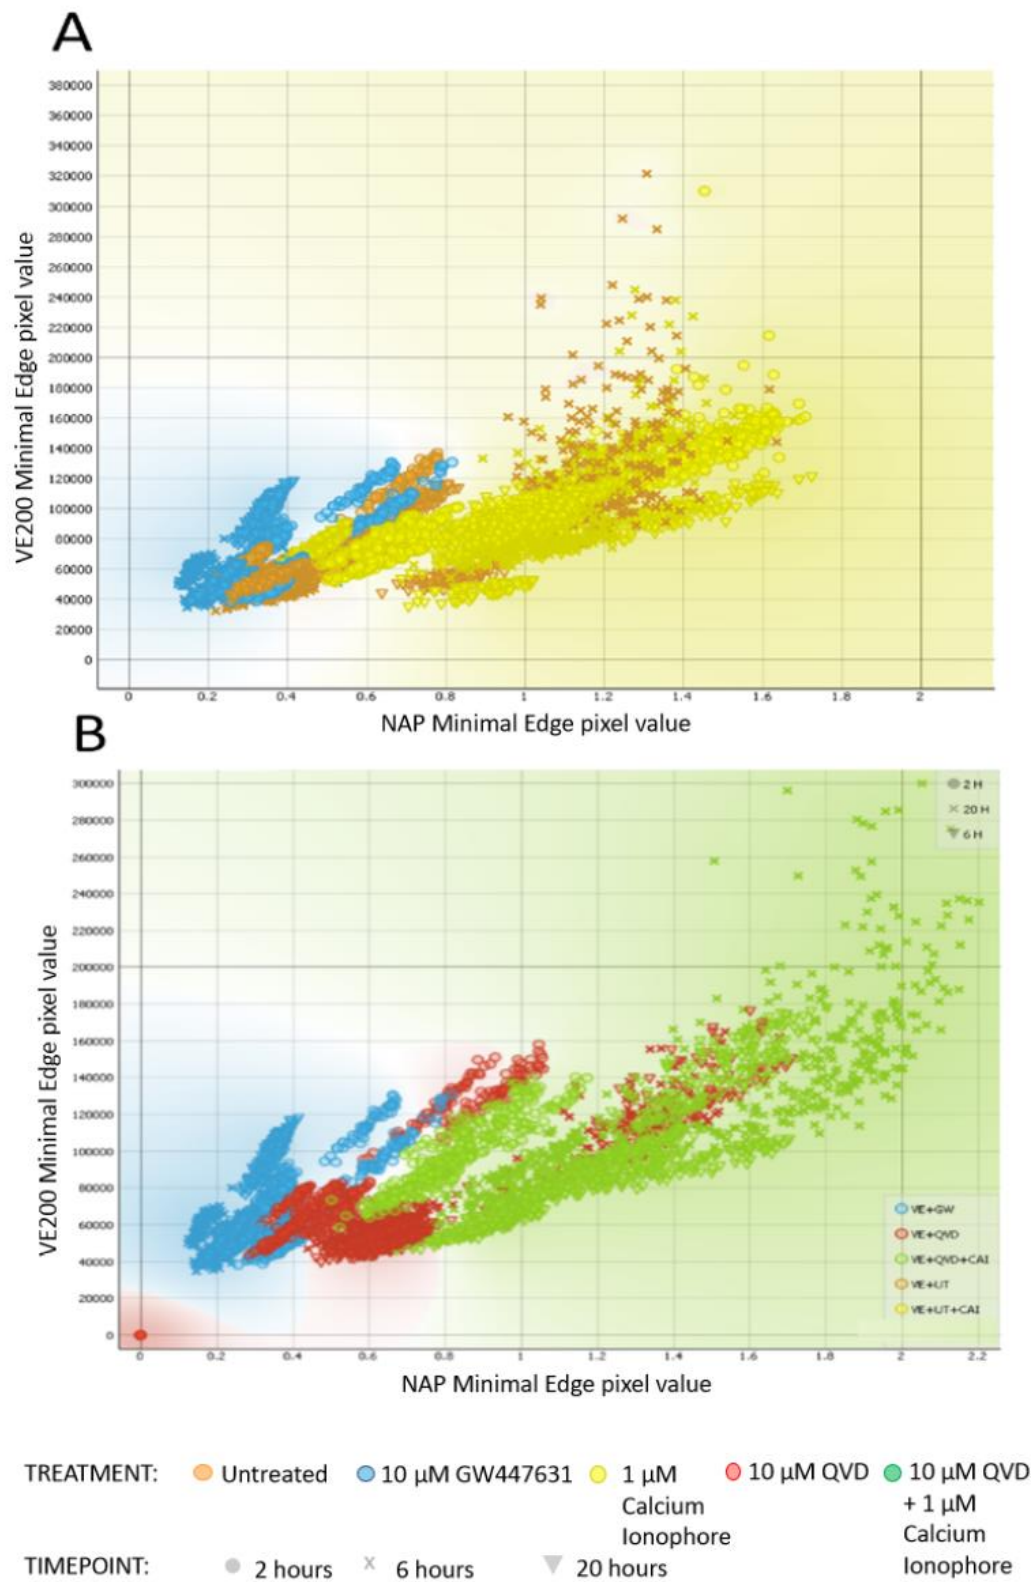 A
380000
360000
340000
320000
300000
280000
260000
240000
220000
200000
180000
160000
140000
120000
100000
80000
60000
40000
20000
0
VE200 Minimal Edge pixel value
0 0.2 0.4 0.6 0.8 1 1.2 1.4 1.6 1.8 2
NAP Minimal Edge pixel value
B
300000
280000
260000
240000
220000
200000
180000
160000
140000
120000
100000
80000
60000
40000
20000
0
VE200 Minimal Edge pixel value
2 H
20 H
6 H
VE+GW
VE+QVD
VE+QVD+CAI
VE+UT
VE+UT+CAI
0 0.2 0.4 0.6 0.8 1 1.2 1.4 1.6 1.8 2 2.2
NAP Minimal Edge pixel value
TREATMENT: Untreated 10 µM GW447631 1 µM 10 µM QVD 10 µM QVD
Calcium + 1 µM
Ionophore Calcium
Ionophore
TIMEPOINT: 2 hours 6 hours 20 hours